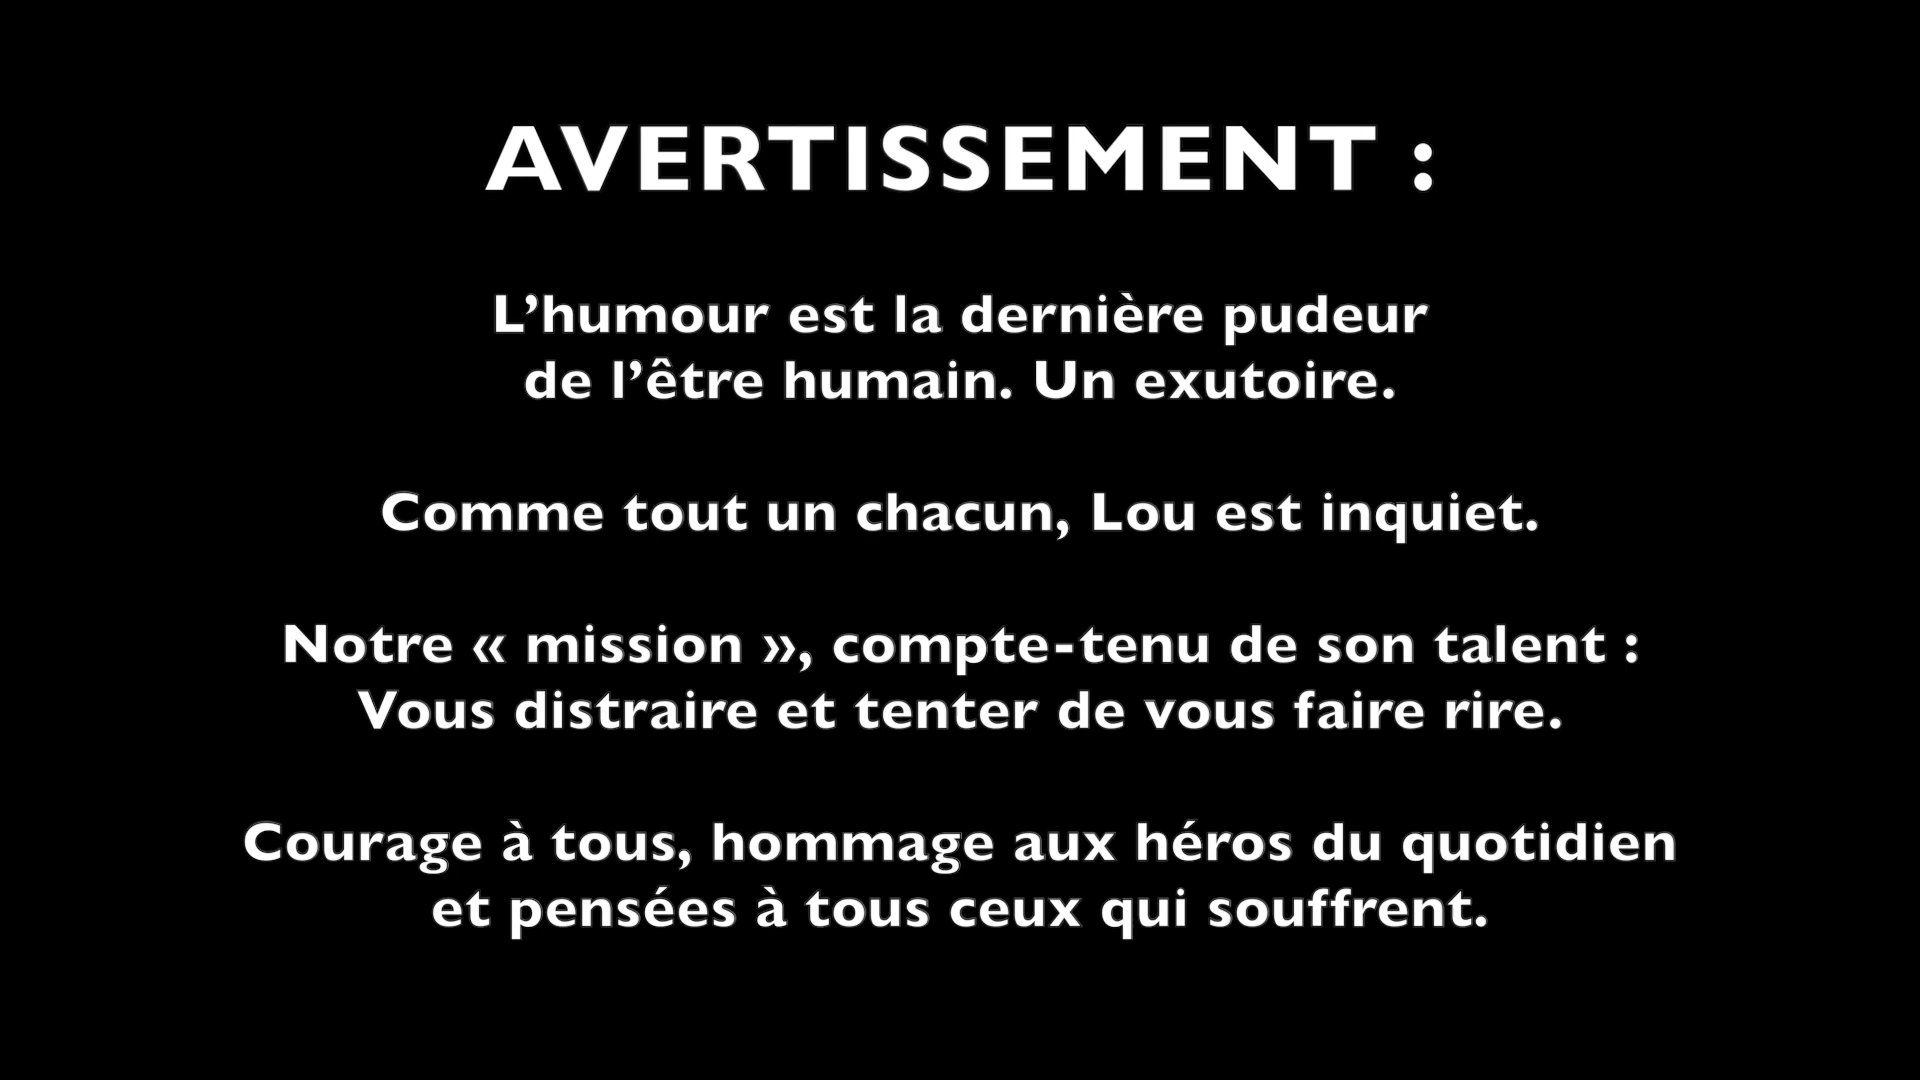 AVERTISSEMENT :
L’humour est la dernière pudeur
de l’être humain. Un exutoire.
Comme tout un chacun, Lou est inquiet.
Notre « mission », compte-tenu de son talent :
Vous distraire et tenter de vous faire rire.
Courage à tous, hommage aux héros du quotidien
et pensées à tous ceux qui souffrent.